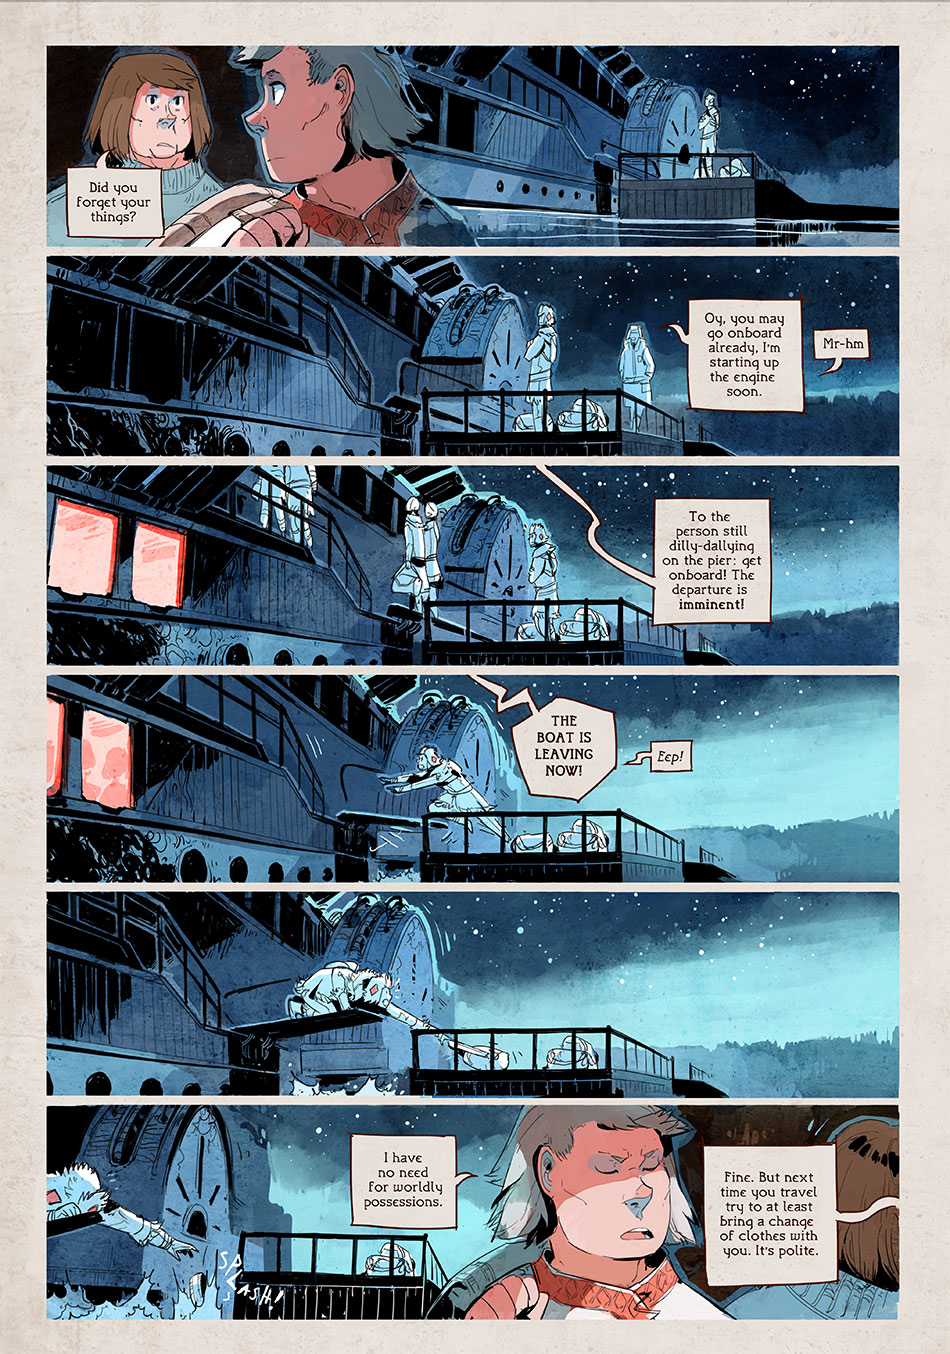 Did you
forget your
things?
Oy, you may
go onboard
already, I'm
starting up
the engine
soon.
Mr-hm
To the
person still
dilly-dallying
on the pier: get
onboard! The
departure is
imminent!
THE
BOAT IS
LEAVING
NOW!
Eep!
SPLASH!
I have
no need
for worldly
possessions.
Fine. But next
time you travel
try to at least
bring a change
of clothes with
you. It's polite.